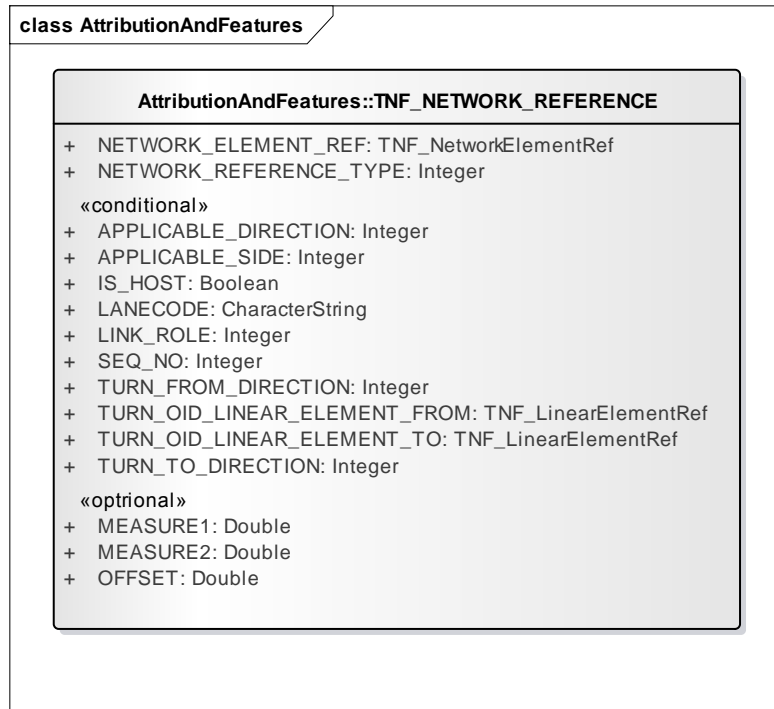 class AttributionAndFeatures
AttributionAndFeatures::TNF_NETWORK_REFERENCE
+ NETWORK_ELEMENT_REF: TNF_NetworkElementRef
+ NETWORK_REFERENCE_TYPE: Integer
«conditional»
+ APPLICABLE_DIRECTION: Integer
+ APPLICABLE_SIDE: Integer
+ IS_HOST: Boolean
+ LANECODE: CharacterString
+ LINK_ROLE: Integer
+ SEQ_NO: Integer
+ TURN_FROM_DIRECTION: Integer
+ TURN_OID_LINEAR_ELEMENT_FROM: TNF_LinearElementRef
+ TURN_OID_LINEAR_ELEMENT_TO: TNF_LinearElementRef
+ TURN_TO_DIRECTION: Integer
«optrional»
+ MEASURE1: Double
+ MEASURE2: Double
+ OFFSET: Double